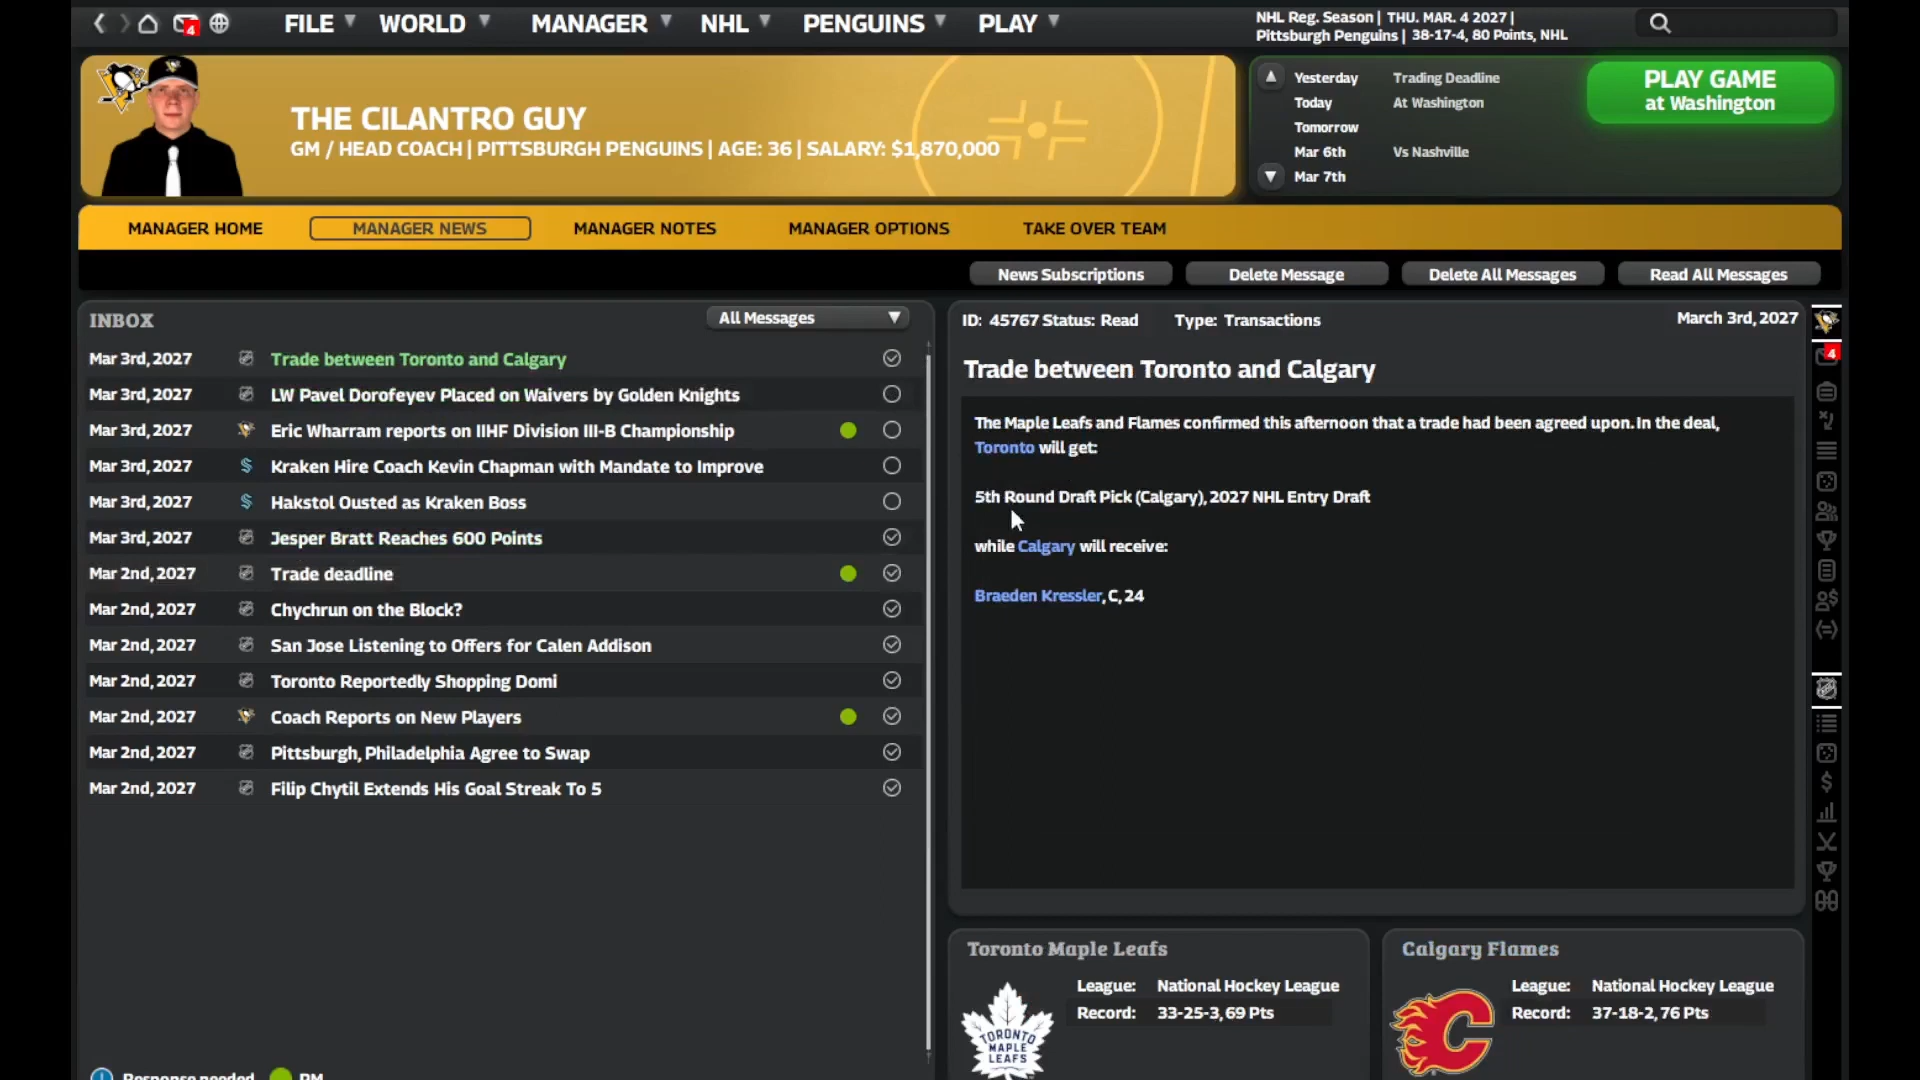 FILE WORLD MANAGER NHL PENGUINS PLAY
4
NHL Reg. Season | THU. MAR. 4 2027 |
Pittsburgh Penguins | 38-17-4, 80 Points, NHL
THE CILANTRO GUY
GM / HEAD COACH | PITTSBURGH PENGUINS | AGE: 36 | SALARY: $1,870,000
Yesterday Trading Deadline
Today At Washington
Tomorrow
Mar 6th Vs Nashville
Mar 7th
PLAY GAME
at Washington
MANAGER HOME MANAGER NEWS MANAGER NOTES MANAGER OPTIONS TAKE OVER TEAM
News Subscriptions Delete Message Delete All Messages Read All Messages
INBOX All Messages
Mar 3rd, 2027 Trade between Toronto and Calgary
Mar 3rd, 2027 LW Pavel Dorofeyev Placed on Waivers by Golden Knights
Mar 3rd, 2027 Eric Wharram reports on IIHF Division III-B Championship
Mar 3rd, 2027 Kraken Hire Coach Kevin Chapman with Mandate to Improve
Mar 3rd, 2027 Hakstol Ousted as Kraken Boss
Mar 3rd, 2027 Jesper Bratt Reaches 600 Points
Mar 2nd, 2027 Trade deadline
Mar 2nd, 2027 Chychrun on the Block?
Mar 2nd, 2027 San Jose Listening to Offers for Calen Addison
Mar 2nd, 2027 Toronto Reportedly Shopping Domi
Mar 2nd, 2027 Coach Reports on New Players
Mar 2nd, 2027 Pittsburgh, Philadelphia Agree to Swap
Mar 2nd, 2027 Filip Chytil Extends His Goal Streak To 5
Response needed PM
ID: 45767 Status: Read Type: Transactions March 3rd, 2027
Trade between Toronto and Calgary
The Maple Leafs and Flames confirmed this afternoon that a trade had been agreed upon. In the deal,
Toronto will get:
5th Round Draft Pick (Calgary), 2027 NHL Entry Draft
while Calgary will receive:
Braeden Kressler, C, 24
4
Toronto Maple Leafs
League: National Hockey League
Record: 33-25-3, 69 Pts
TORONTO
MAPLE
LEAFS
Calgary Flames
League: National Hockey League
Record: 37-18-2, 76 Pts